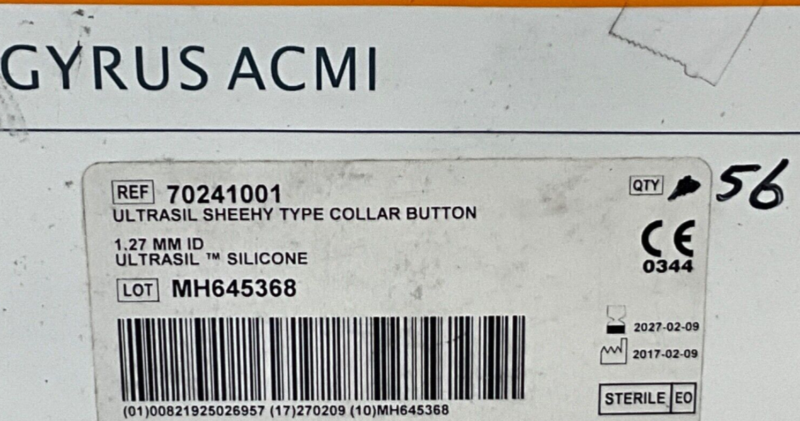 GYRUS ACMI
REF 70241001
ULTRASIL SHEEHY TYPE COLLAR BUTTON
1.27 MM ID
ULTRASIL ™ SILICONE
LOT MH645368
(01)00821925026957 (17)270209 (10)MH645368
QTY 56
CE
0344
2027-02-09
2017-02-09
STERILE EO